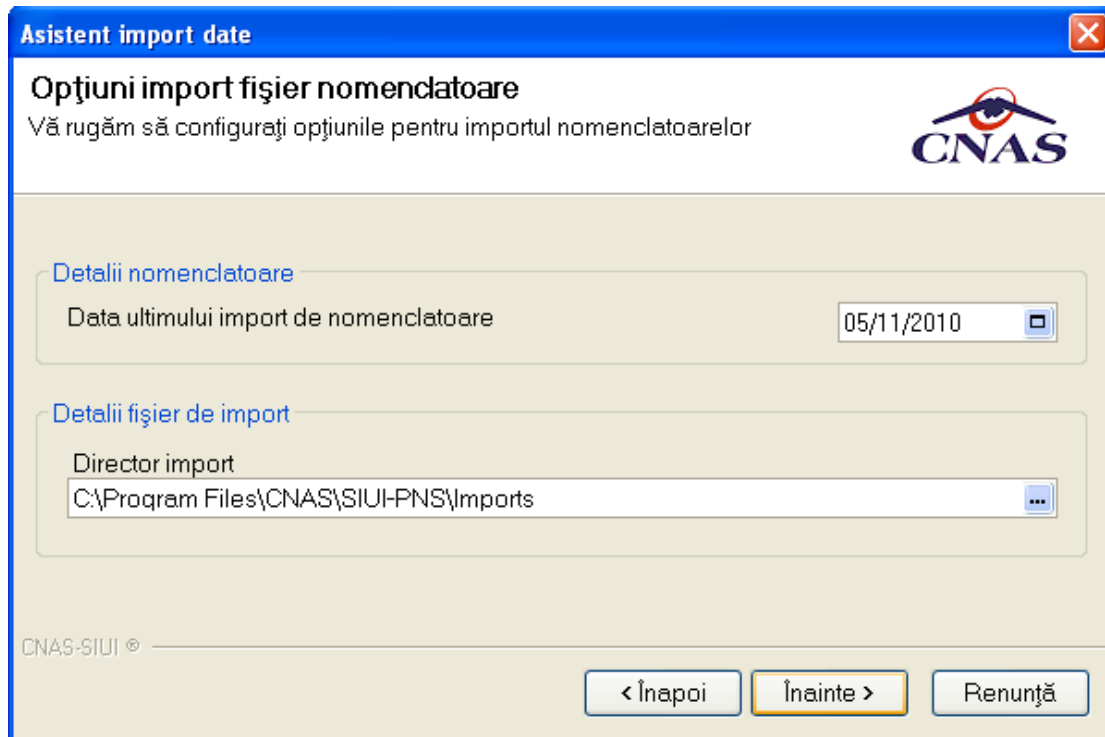 Asistent import date
Opţiuni import fişier nomenclatoare
Vă rugăm să configuraţi opţiunile pentru importul nomenclatoarelor
CNAS
Detalii nomenclatoare
Data ultimului import de nomenclatoare
05/11/2010
Detalii fişier de import
Director import
C:\Program Files\CNAS\SIUI-PNS\Imports
...
CNAS-SIUI ®
< Înapoi
Înainte >
Renunţă